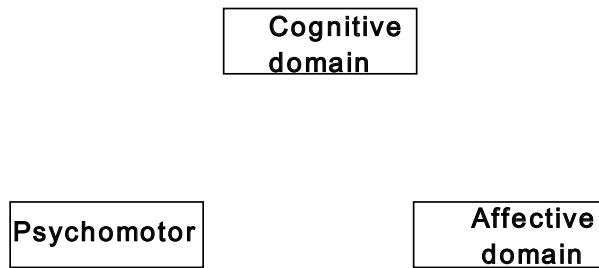 Cognitive
domain
Psychomotor
Affective
domain